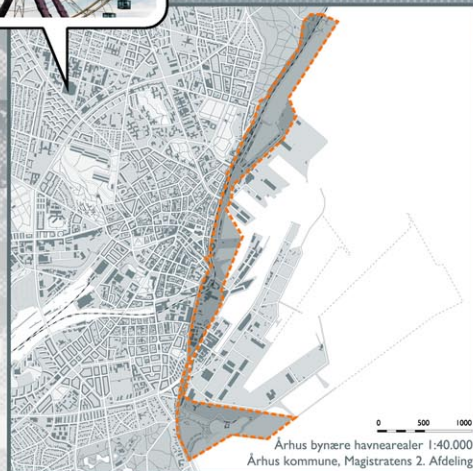 0 500 1000
Århus bynære havnearealer 1:40.000
Århus kommune, Magistratens 2. Afdeling